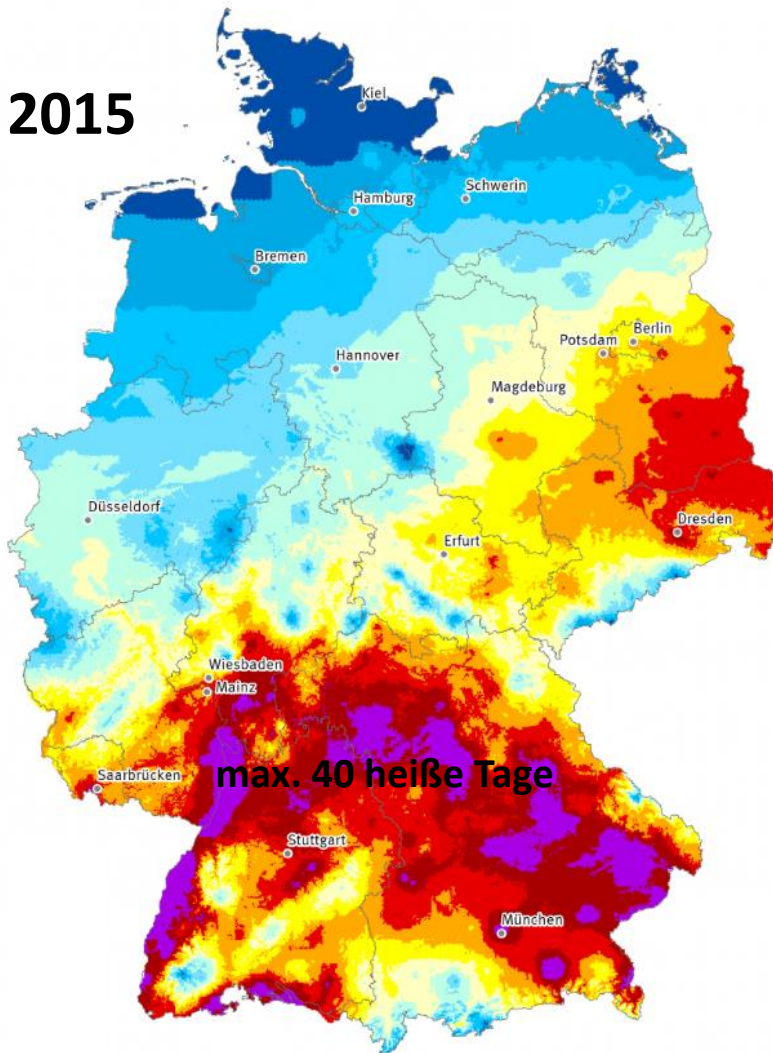 Kiel
2015
Schwerin
Hamburg
Bremen
Berlin
Potsdam
Hannover
Magdeburg
Düsseldorf
Dresden
Erfurt
Wiesbaden
Mainz
max. 40 heiße Tage
Saarbrücken
Stuttgart
München